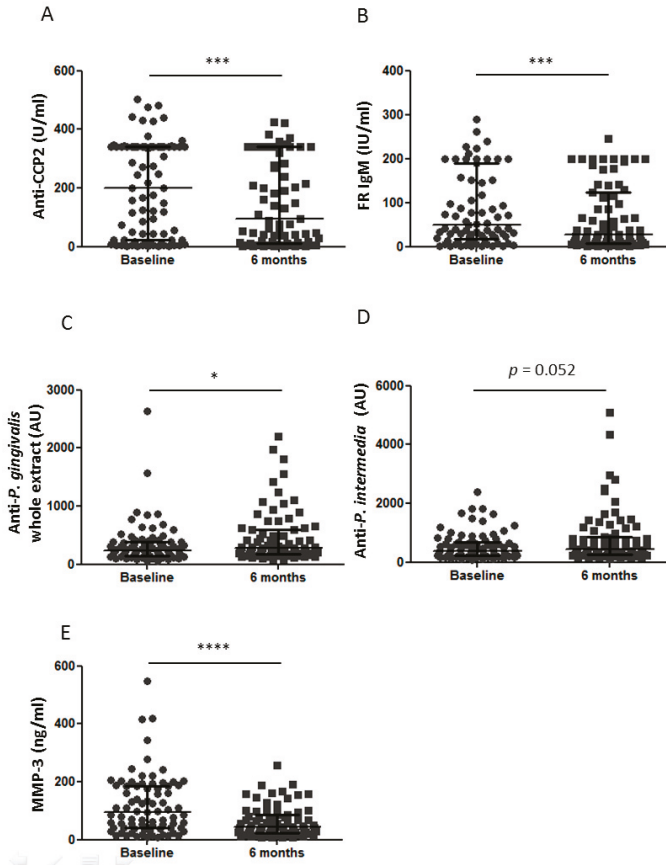 A
***
Anti-CCP2 (U/ml)
600
400
200
0
Baseline
6 months
B
***
FR IgM (IU/ml)
400
300
200
100
0
Baseline
6 months
C
*
Anti-P. gingivalis
whole extract (AU)
3000
2000
1000
0
Baseline
6 months
D
p = 0.052
Anti-P. intermedia (AU)
6000
4000
2000
0
Baseline
6 months
E
****
MMP-3 (ng/ml)
600
400
200
0
Baseline
6 months